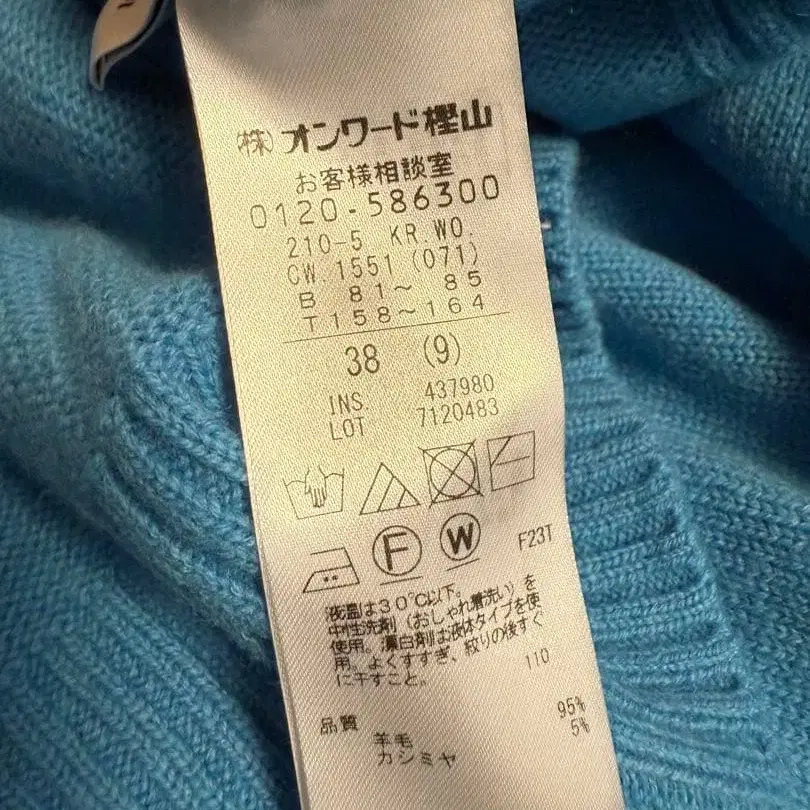 (株)オンワード樫山
お客様相談室
0120-586300
210-5 KR.WO.
CW.1551 (071)
B 81～ 85
T158～164
38 (9)
INS. 437980
LOT 7120483
F W F23T
液温は30℃以下。
中性洗剤（おしゃれ着洗い）を
使用。漂白剤は液体タイプを使
用。よくすすぎ、絞りの後すぐ
に干すこと。 110
品質
羊毛 95%
カシミヤ 5%